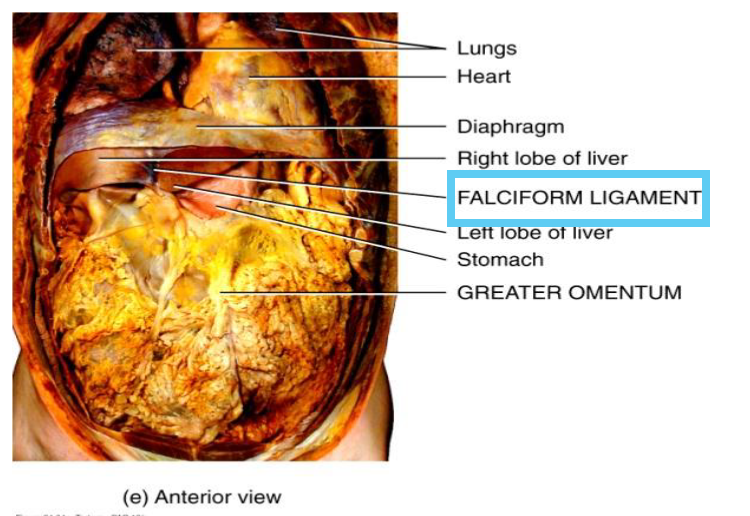 Lungs
Heart
Diaphragm
Right lobe of liver
FALCIFORM LIGAMENT
Left lobe of liver
Stomach
GREATER OMENTUM
(e) Anterior view